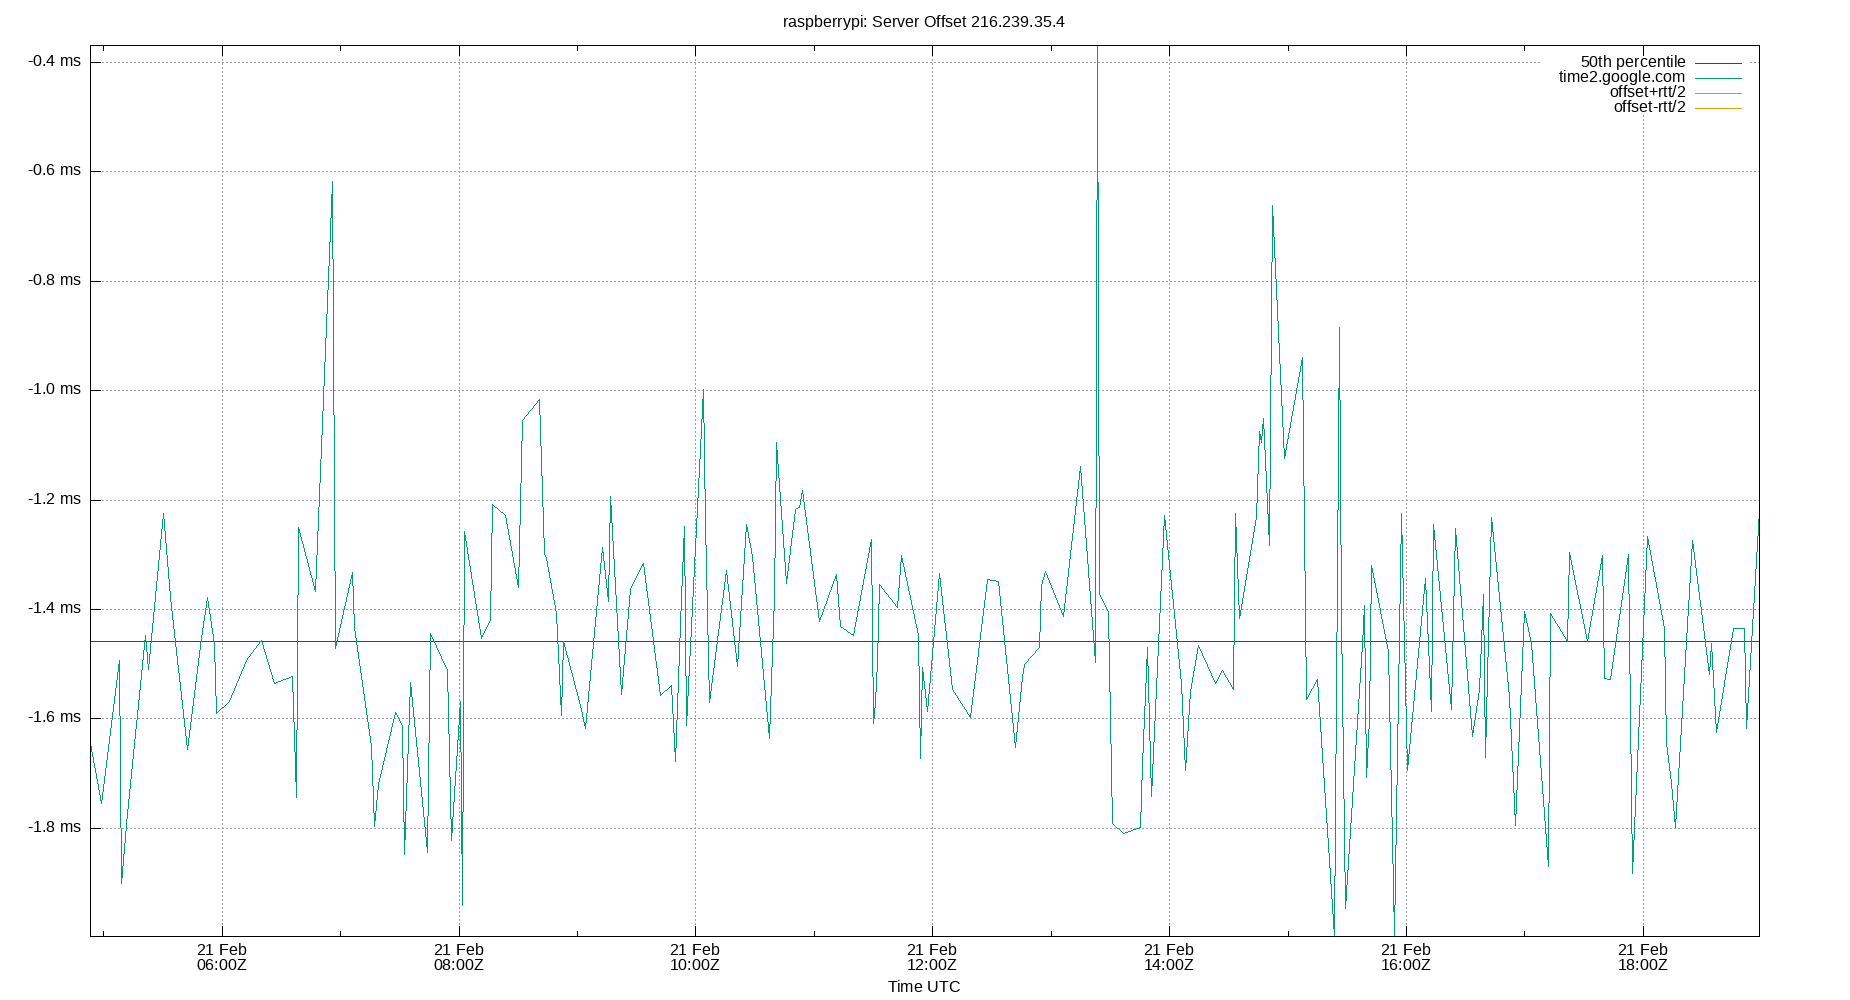 raspberrypi: Server Offset 216.239.35.4
-0.4 ms
-0.6 ms
-0.8 ms
-1.0 ms
-1.2 ms
-1.4 ms
-1.6 ms
-1.8 ms
50th percentile
time2.google.com
offset+rtt/2
offset-rtt/2
21 Feb
06:00Z
21 Feb
08:00Z
21 Feb
10:00Z
21 Feb
12:00Z
21 Feb
14:00Z
21 Feb
16:00Z
21 Feb
18:00Z
Time UTC